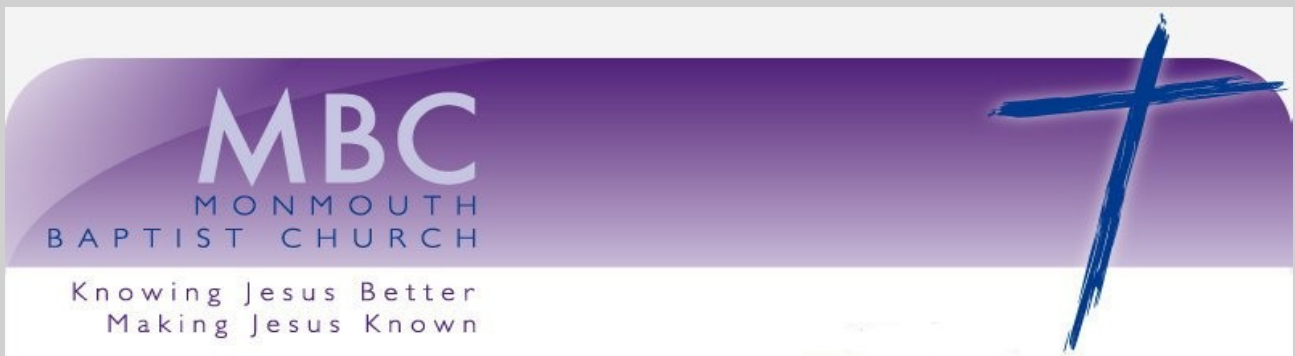 MBC
MONMOUTH
BAPTIST CHURCH
Knowing Jesus Better
Making Jesus Known